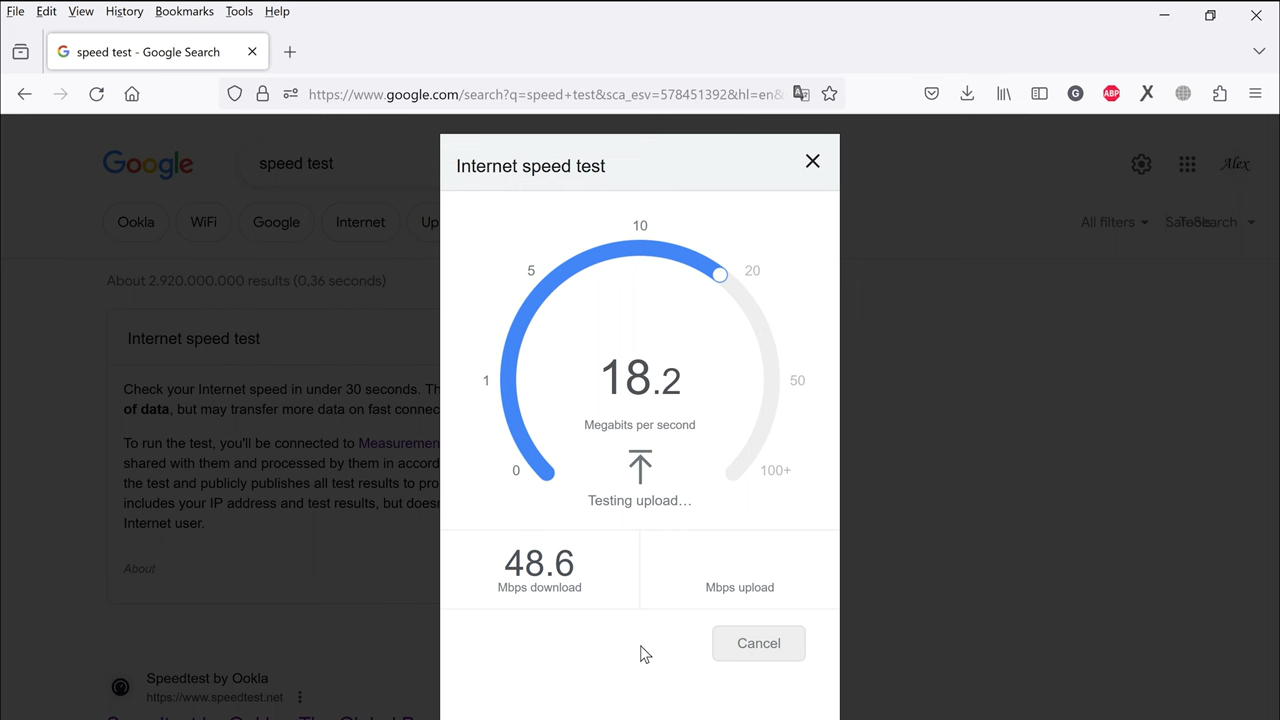 File Edit View History Bookmarks Tools Help
speed test - Google Search
https://www.google.com/search?q=speed+test&sca_esv=578451392&hl=en&
G ABP X
Google speed test Alex
Internet speed test
Ookla WiFi Google Internet Up
All filters Tools SafeSearch
About 2.920.000.000 results (0,36 seconds)
Internet speed test
Check your Internet speed in under 30 seconds. Th
of data, but may transfer more data on fast connec
To run the test, you'll be connected to Measuremen
shared with them and processed by them in accord
the test and publicly publishes all test results to pro
includes your IP address and test results, but doesn
Internet user.
About
Speedtest by Ookla
https://www.speedtest.net
0 1 5 10 20 50 100+
18.2
Megabits per second
Testing upload…
48.6
Mbps download
Mbps upload
Cancel